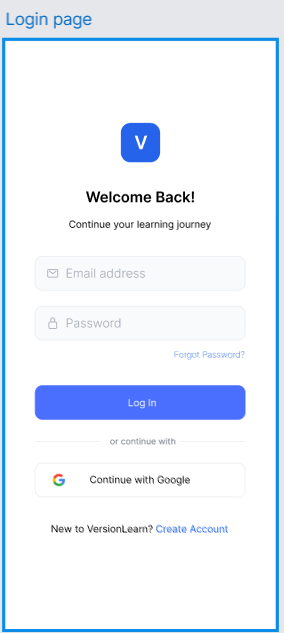 Login page
V
Welcome Back!
Continue your learning journey
Email address
Password
Forgot Password?
Log In
or continue with
G
Continue with Google
New to VersionLearn? Create Account